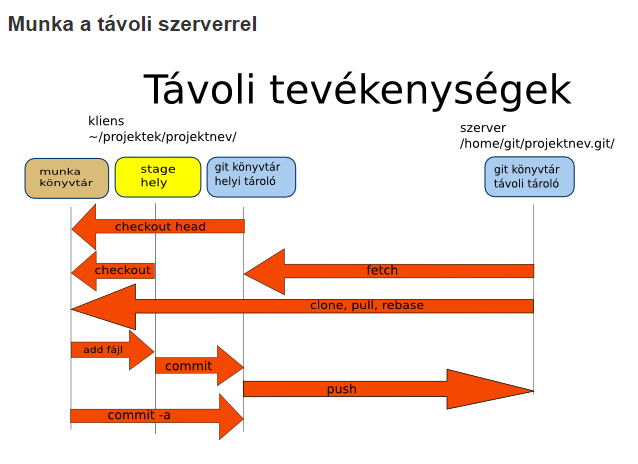 Munka a távoli szerverrel
Távoli tevékenységek
kliens
~/projektek/projektnev/
szerver
/home/git/projektnev.git/
munka
könyvtár
stage
hely
git könyvtár
helyi tároló
git könyvtár
távoli tároló
checkout head
checkout
fetch
clone, pull, rebase
add fájl
commit
push
commit -a